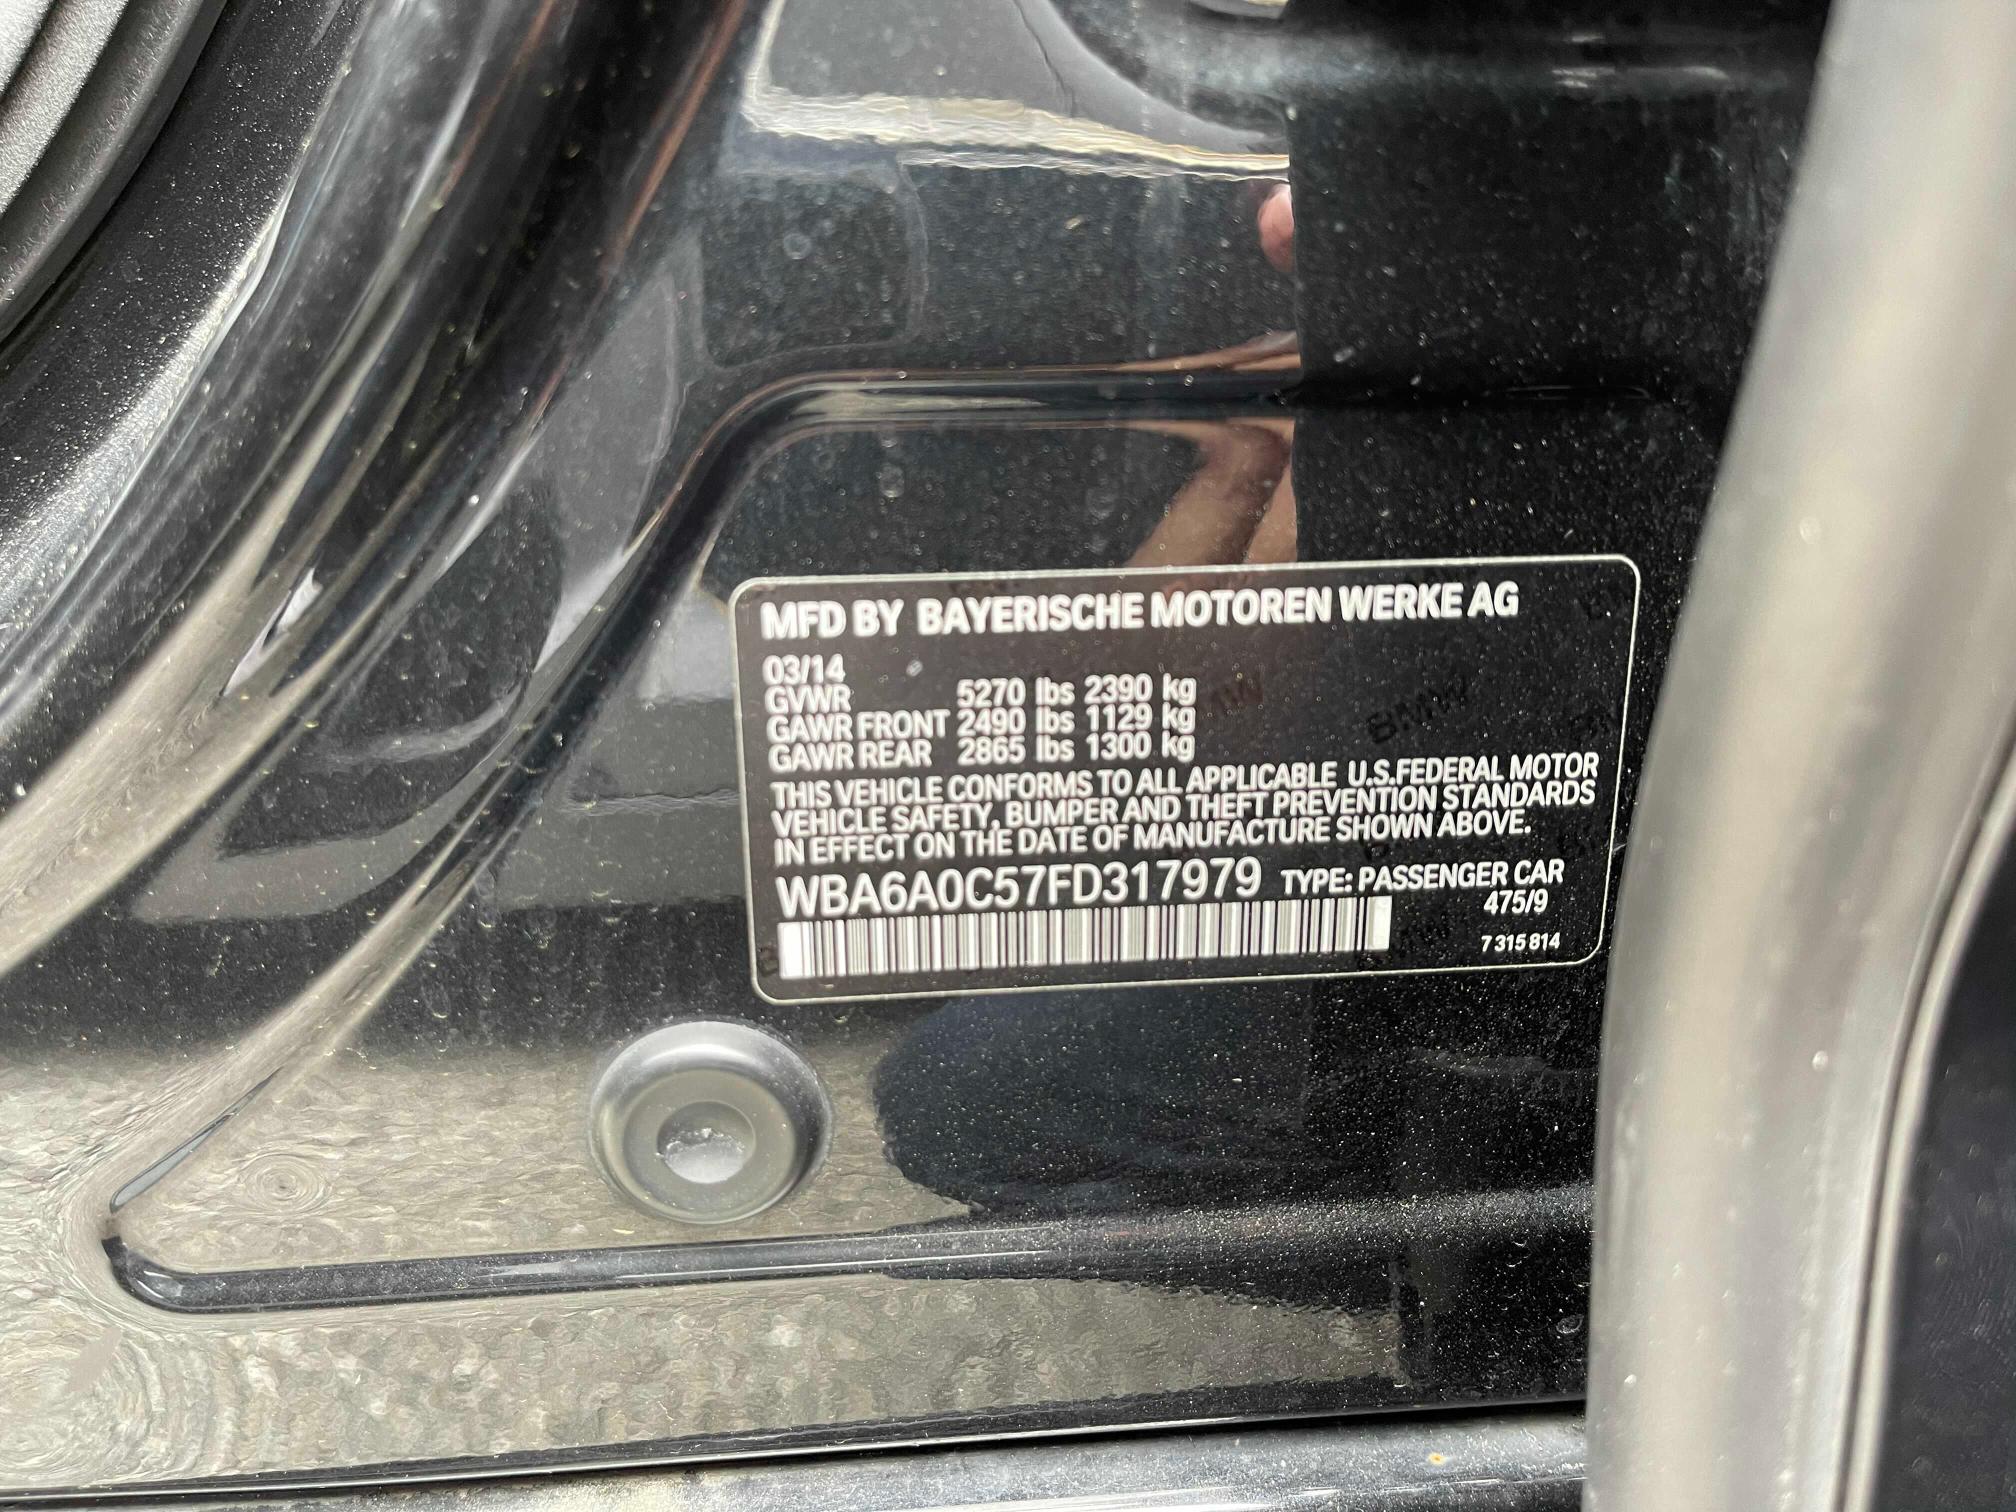 MFD BY BAYERISCHE MOTOREN WERKE AG
03/14
GVWR 5270 lbs 2390 kg
GAWR FRONT 2490 lbs 1129 kg
GAWR REAR 2865 lbs 1300 kg
THIS VEHICLE CONFORMS TO ALL APPLICABLE U.S.FEDERAL MOTOR
VEHICLE SAFETY, BUMPER AND THEFT PREVENTION STANDARDS
IN EFFECT ON THE DATE OF MANUFACTURE SHOWN ABOVE.
WBA6A0C57FD317979 TYPE: PASSENGER CAR
475/9
7 315 814
BMW